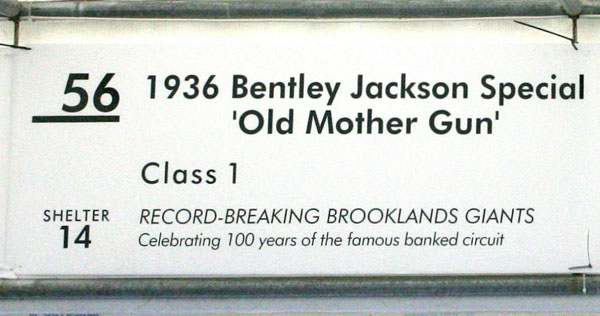 56
1936 Bentley Jackson Special
'Old Mother Gun'
Class 1
SHELTER
14
RECORD-BREAKING BROOKLANDS GIANTS
Celebrating 100 years of the famous banked circuit